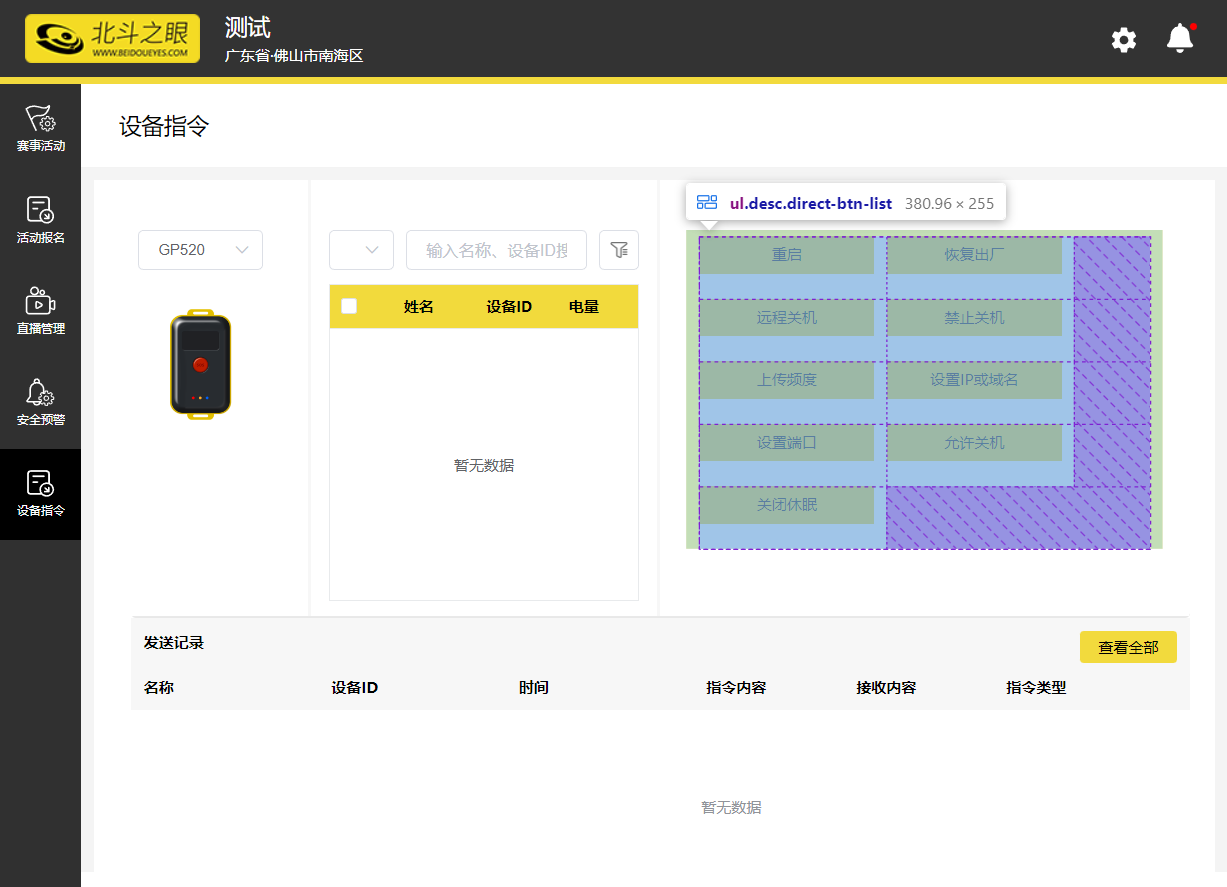 北斗之眼
WWW.BEIDOUEYES.COM
测试
广东省·佛山市南海区
赛事活动
活动报名
直播管理
安全预警
设备指令
设备指令
GP520
输入名称、设备ID搜
姓名 设备ID 电量
暂无数据
ul.desc.direct-btn-list 380.96 × 255
重启 恢复出厂
远程关机 禁止关机
上传频度 设置IP或域名
设置端口 允许关机
关闭休眠
发送记录
查看全部
名称 设备ID 时间 指令内容 接收内容 指令类型
暂无数据